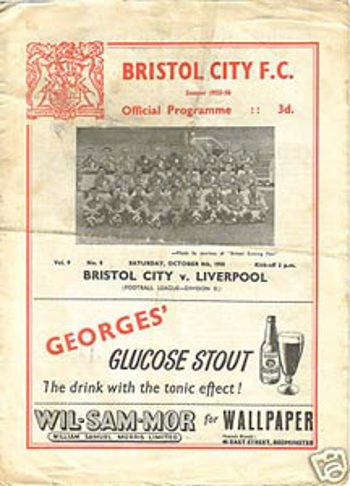 BRISTOL CITY F.C.
Season 1955-56
Official Programme :: 3d.
—Photo by courtesy of "Bristol Evening Post"
Vol. 9 No. 9 SATURDAY, OCTOBER 8th, 1955 Kick-off 3 p.m.
BRISTOL CITY v. LIVERPOOL
(FOOTBALL LEAGUE—DIVISION II.)
GEORGES'
GLUCOSE STOUT
The drink with the tonic effect!
WIL-SAM-MOR for WALLPAPER
WILLIAM SAMUEL MORRIS LIMITED
EAST STREET, BEDMINSTER